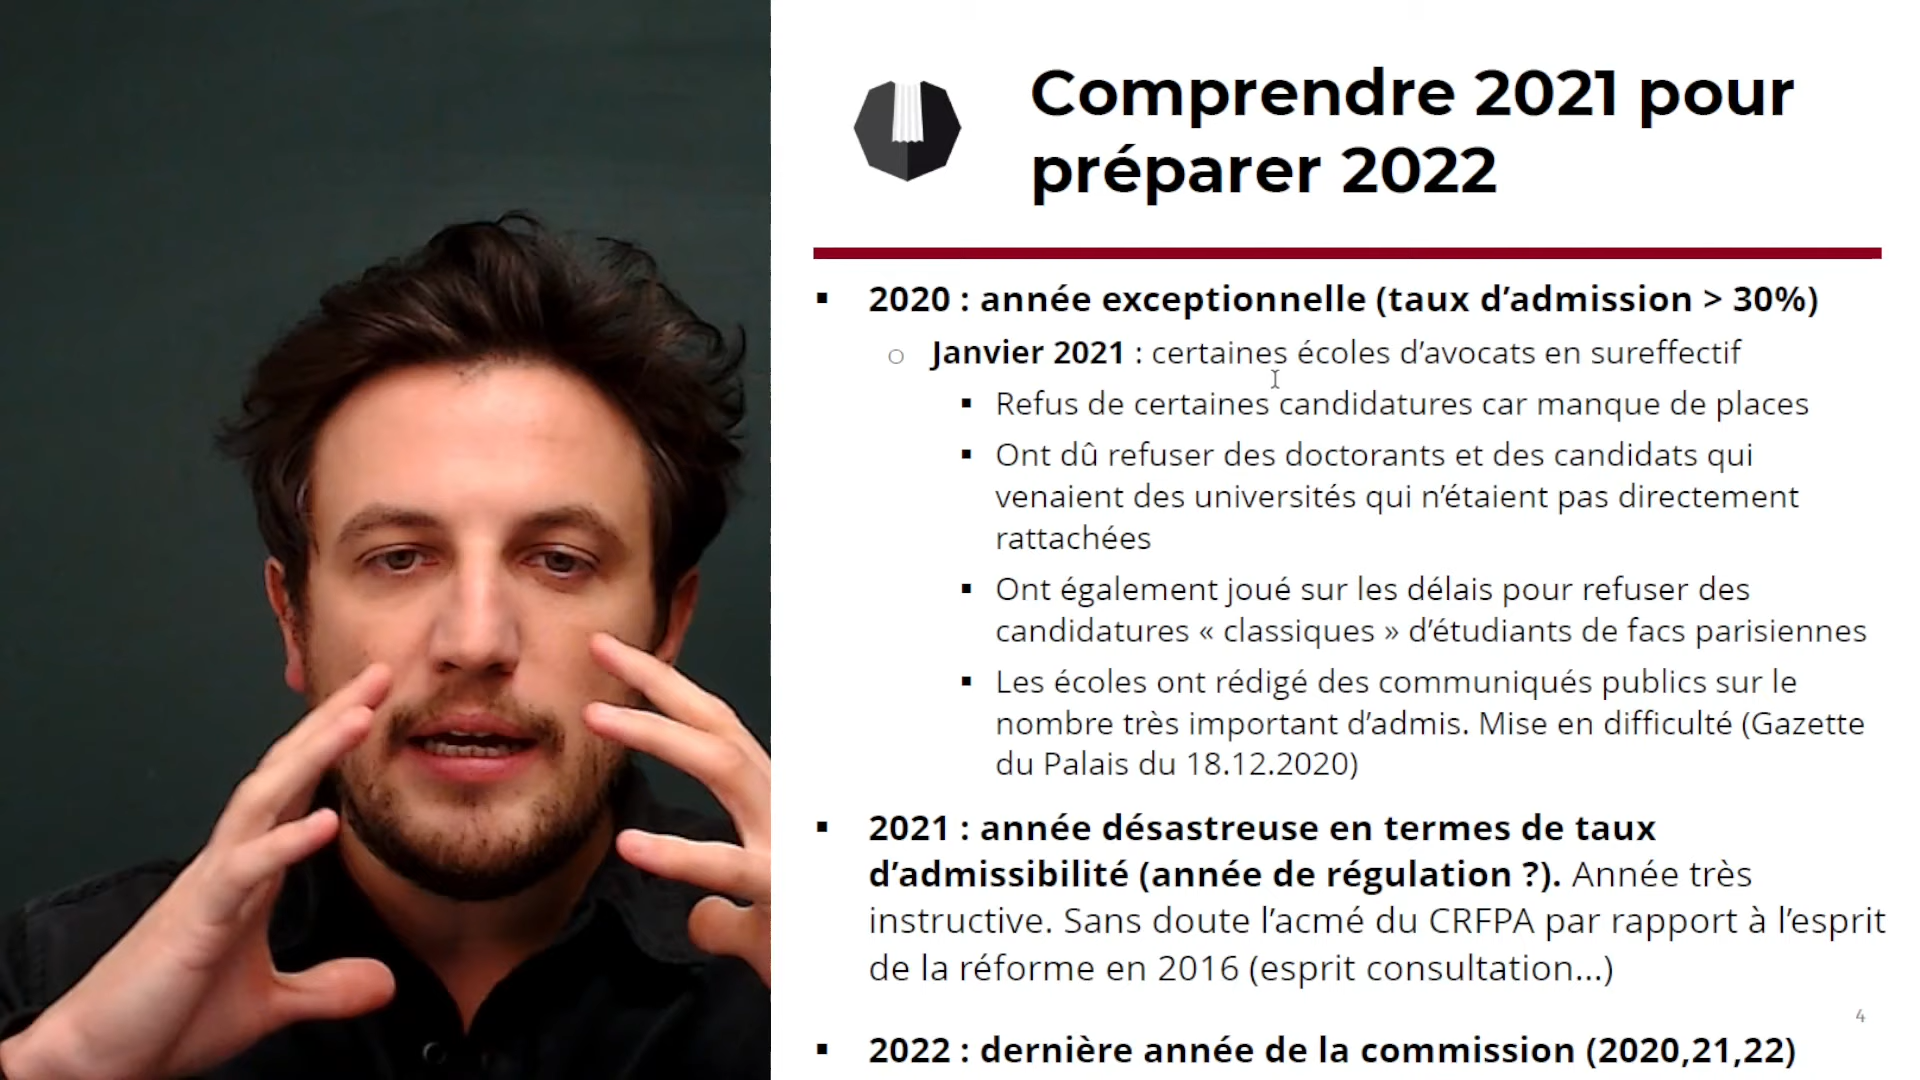 Comprendre 2021 pour
préparer 2022
2020 : année exceptionnelle (taux d’admission > 30%)
Janvier 2021 : certaines écoles d’avocats en sureffectif
Refus de certaines candidatures car manque de places
Ont dû refuser des doctorants et des candidats qui
venaient des universités qui n’étaient pas directement
rattachées
Ont également joué sur les délais pour refuser des
candidatures « classiques » d’étudiants de facs parisiennes
Les écoles ont rédigé des communiqués publics sur le
nombre très important d’admis. Mise en difficulté (Gazette
du Palais du 18.12.2020)
2021 : année désastreuse en termes de taux
d’admissibilité (année de régulation ?). Année très
instructive. Sans doute l’acmé du CRFPA par rapport à l’esprit
de la réforme en 2016 (esprit consultation...)
4
2022 : dernière année de la commission (2020,21,22)